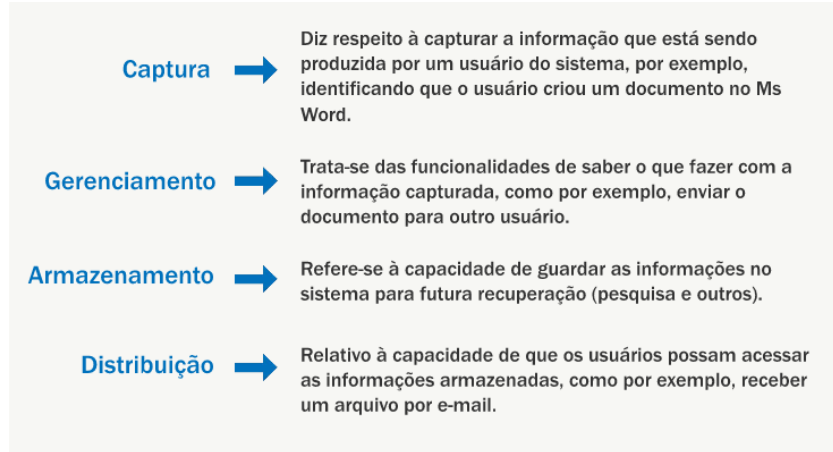 Captura
Diz respeito à capturar a informação que está sendo
produzida por um usuário do sistema, por exemplo,
identificando que o usuário criou um documento no Ms
Word.
Gerenciamento
Trata-se das funcionalidades de saber o que fazer com a
informação capturada, como por exemplo, enviar o
documento para outro usuário.
Armazenamento
Refere-se à capacidade de guardar as informações no
sistema para futura recuperação (pesquisa e outros).
Distribuição
Relativo à capacidade de que os usuários possam acessar
as informações armazenadas, como por exemplo, receber
um arquivo por e-mail.